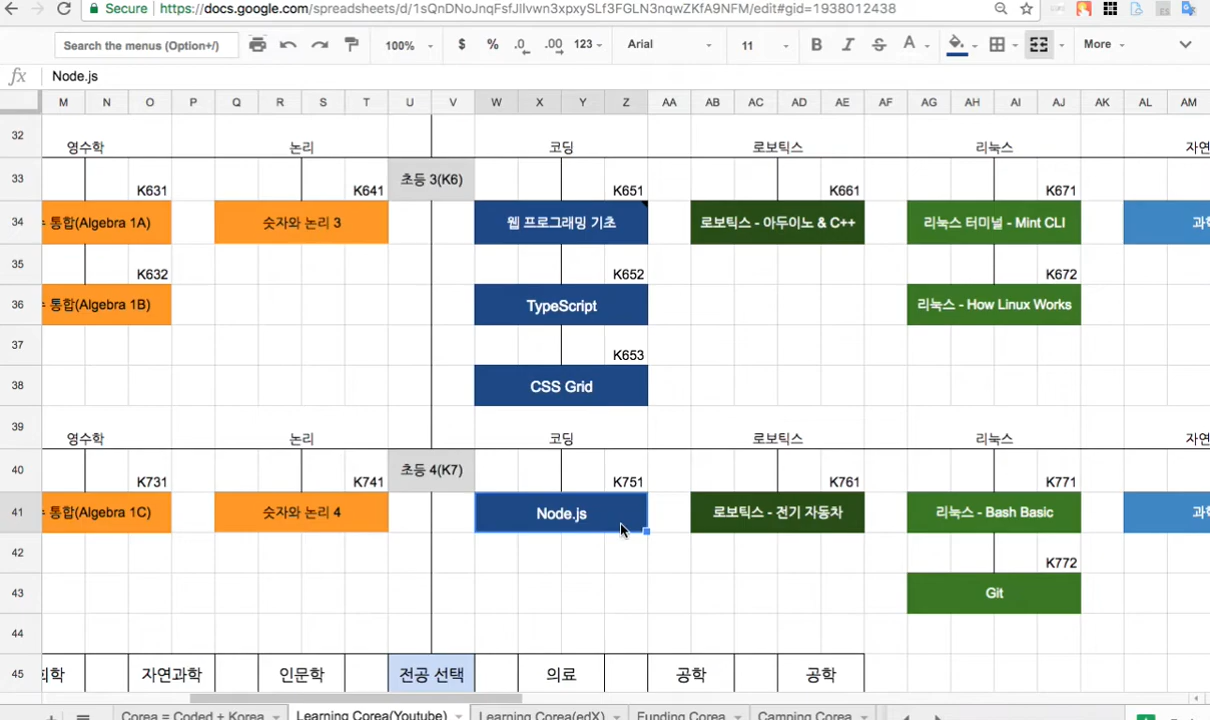 Secure https://docs.google.com/spreadsheets/d/1sQnDNoJnqFsfJIlvwn3xpxySLf3FGLN3nqwZKfA9NFM/edit#gid=1938012438
Search the menus (Option+/) 100% $ % .0 .00 123 Arial 11 B I S A More
fx Node.js
M N O P Q R S T U V W X Y Z AA AB AC AD AE AF AG AH AI AJ AK AL AM
32 영수학 논리 코딩 로보틱스 리눅스
33 K631 K641 초등 3(K6) K651 K661 K671
34 통합(Algebra 1A) 숫자와 논리 3 웹 프로그래밍 기초 로보틱스 - 아두이노 & C++ 리눅스 터미널 - Mint CLI 과
35 K632 K652 K672
36 통합(Algebra 1B) TypeScript 리눅스 - How Linux Works
37 K653
38 CSS Grid
39 영수학 논리 코딩 로보틱스 리눅스
40 K731 K741 초등 4(K7) K751 K761 K771
41 통합(Algebra 1C) 숫자와 논리 4 Node.js 로보틱스 - 전기 자동차 리눅스 - Bash Basic 과
42 K772
43 Git
44
45 자연과학 인문학 전공 선택 의료 공학 공학
Corea = Coded + Korea Learning Corea(Youtube) Learning Corea(edX) Funding Corea Camping Corea